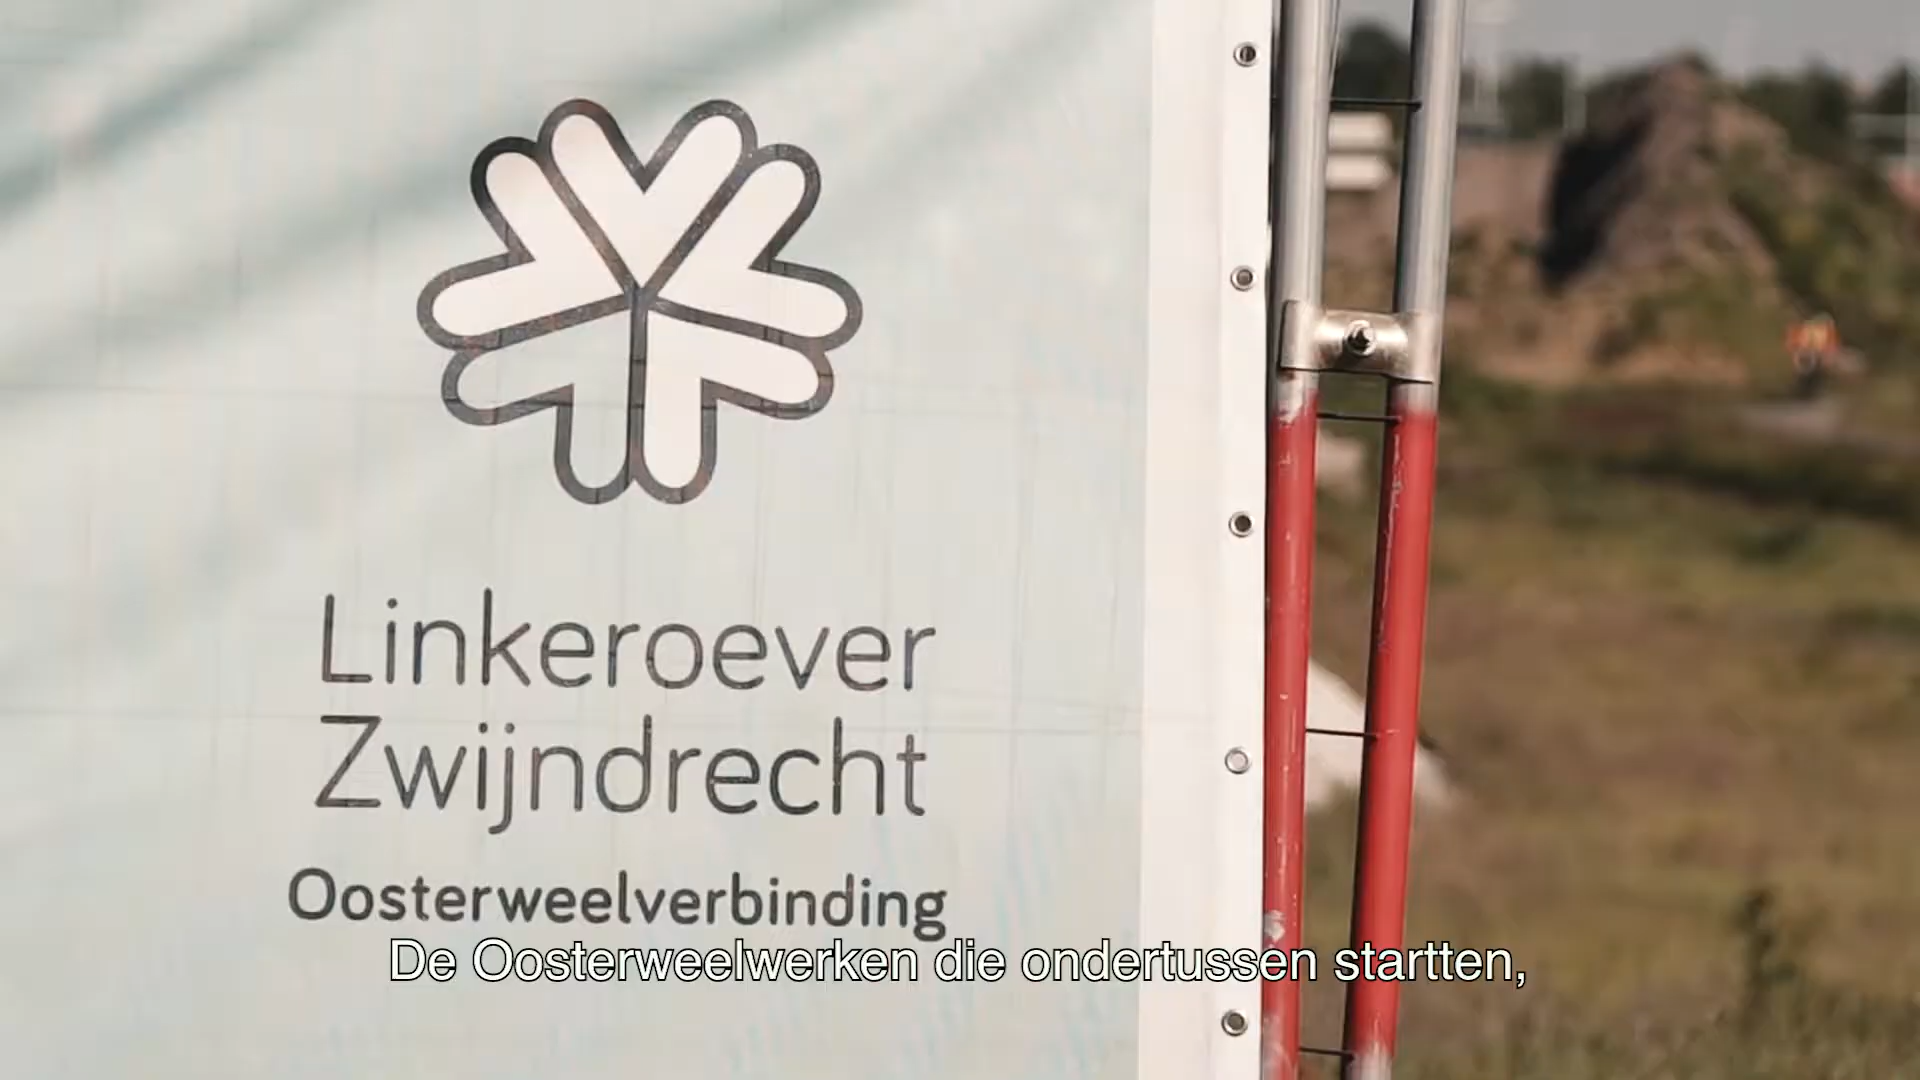 Linkeroever
Zwijndrecht
Oosterweelverbinding
De Oosterweelwerken die ondertussen startten,